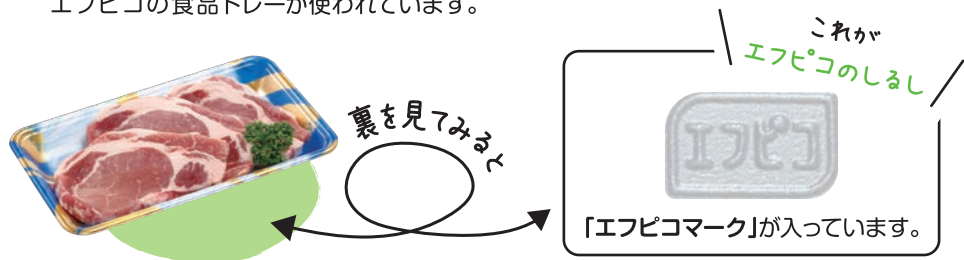 エフピコの食品トレーが使われています。
裏を見てみると
これが
エフピコのしるし
エフピコ
「エフピコマーク」が入っています。